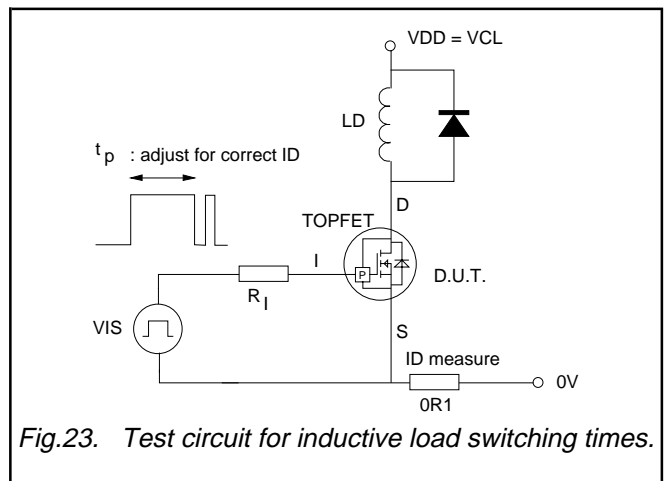 VDD = VCL
LD
t p : adjust for correct ID
TOPFET
D
I
P
D.U.T.
R I
VIS
S
ID measure
0V
0R1
Fig.23. Test circuit for inductive load switching times.